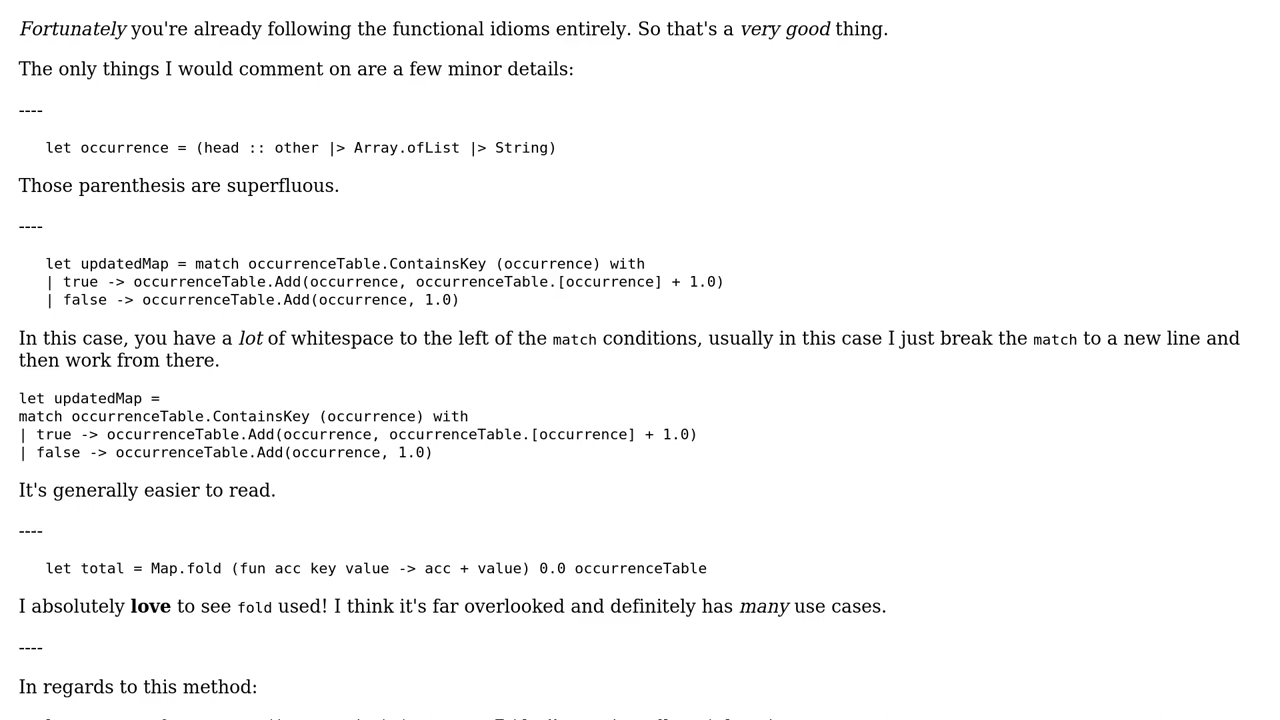 Fortunately you're already following the functional idioms entirely. So that's a very good thing.
The only things I would comment on are a few minor details:
----
let occurrence = (head :: other |> Array.ofList |> String)
Those parenthesis are superfluous.
----
let updatedMap = match occurrenceTable.ContainsKey (occurrence) with
| true -> occurrenceTable.Add(occurrence, occurrenceTable.[occurrence] + 1.0)
| false -> occurrenceTable.Add(occurrence, 1.0)
In this case, you have a lot of whitespace to the left of the match conditions, usually in this case I just break the match to a new line and
then work from there.
let updatedMap =
match occurrenceTable.ContainsKey (occurrence) with
| true -> occurrenceTable.Add(occurrence, occurrenceTable.[occurrence] + 1.0)
| false -> occurrenceTable.Add(occurrence, 1.0)
It's generally easier to read.
----
let total = Map.fold (fun acc key value -> acc + value) 0.0 occurrenceTable
I absolutely love to see fold used! I think it's far overlooked and definitely has many use cases.
----
In regards to this method: